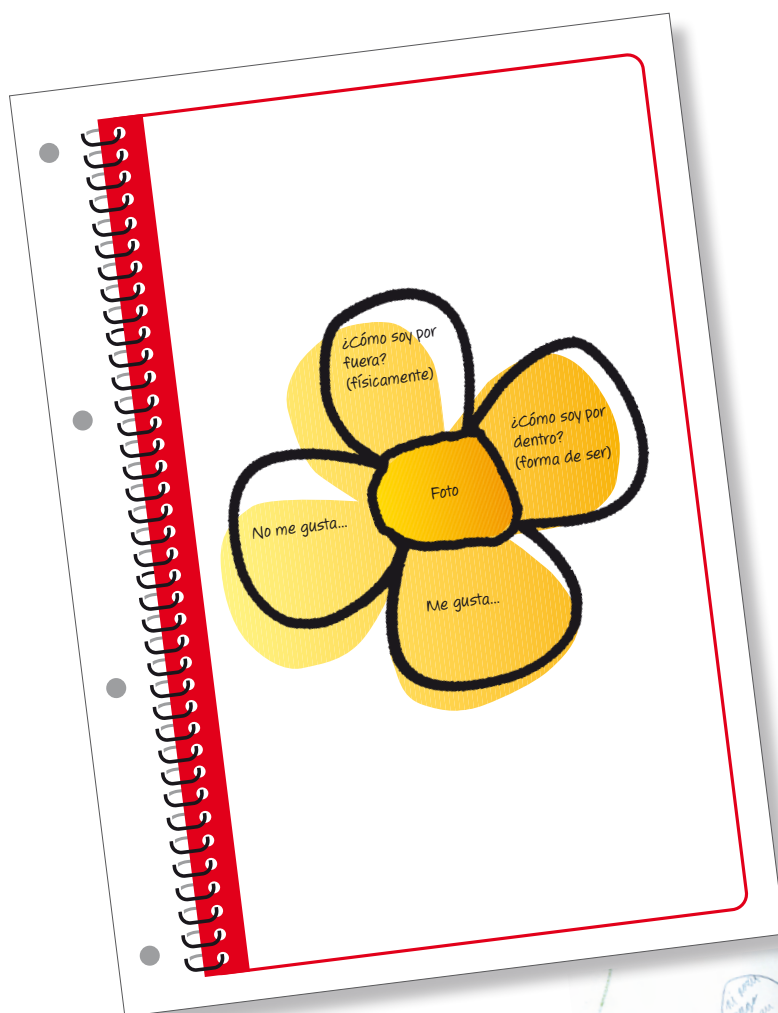 ¿Cómo soy por
fuera?
(físicamente)
¿Cómo soy por
dentro?
(forma de ser)
Foto
No me gusta...
Me gusta...